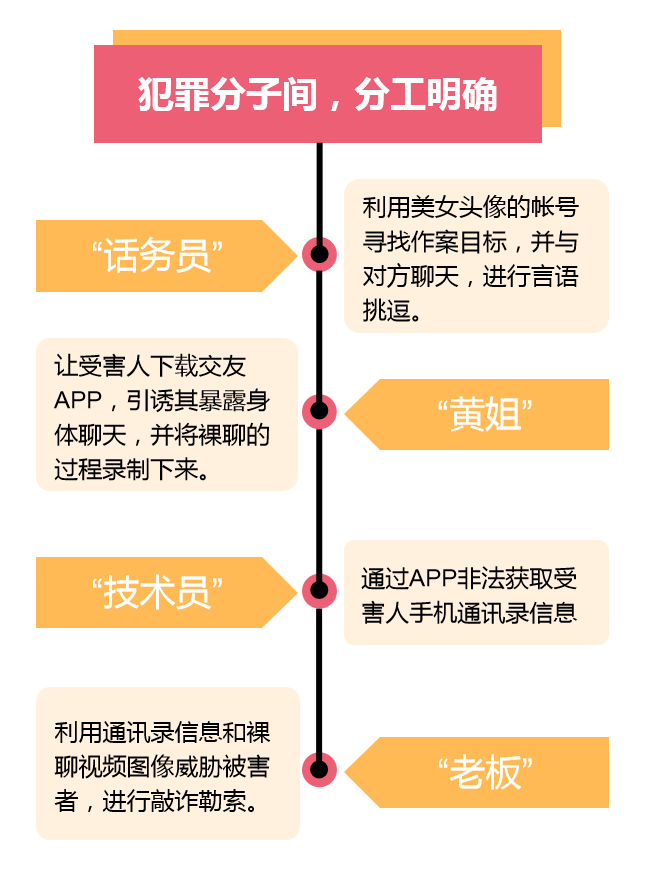 犯罪分子间，分工明确
“话务员”
利用美女头像的帐号
寻找作案目标，并与
对方聊天，进行言语
挑逗。
“黄姐”
让受害人下载交友
APP，引诱其暴露身
体聊天，并将裸聊的
过程录制下来。
“技术员”
通过APP非法获取受
害人手机通讯录信息
“老板”
利用通讯录信息和裸
聊视频图像威胁被害
者，进行敲诈勒索。